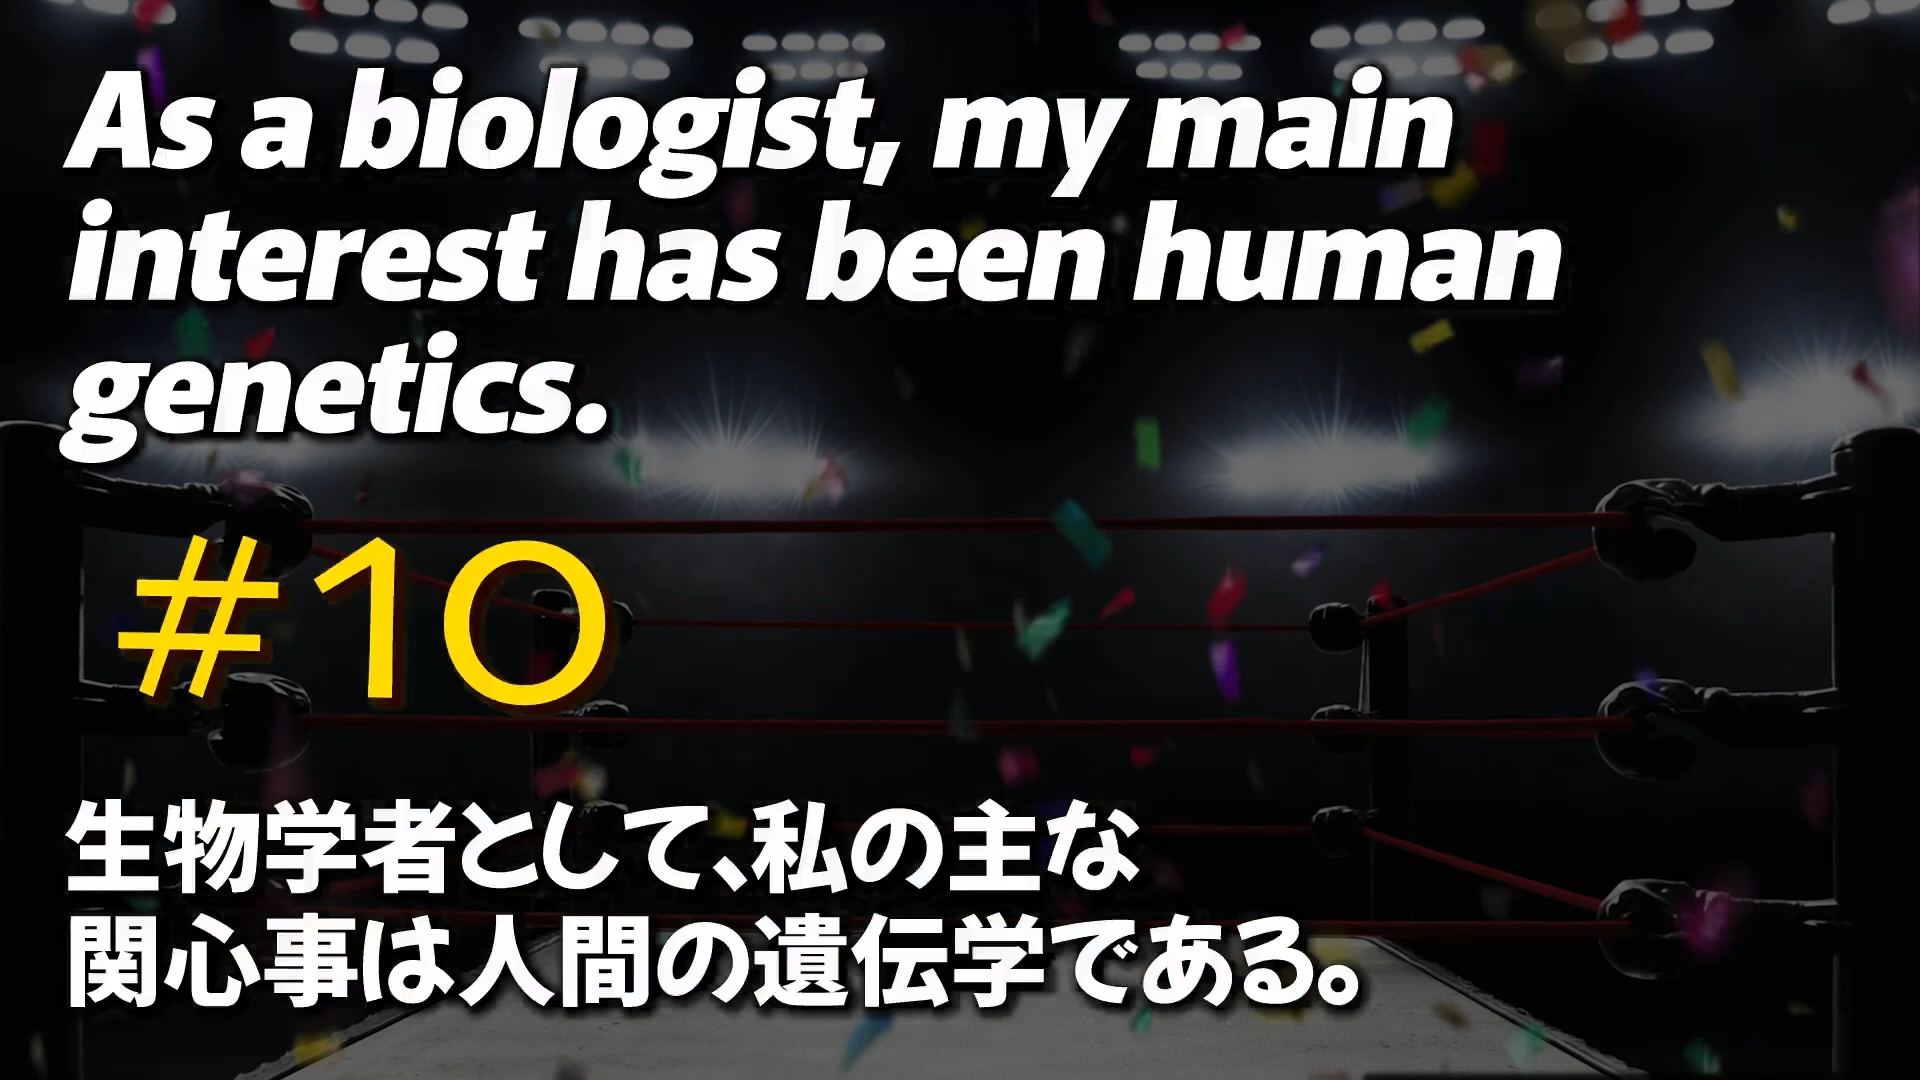 As a biologist, my main
interest has been human
genetics.
#10
生物学者として、私の主な
関心事は人間の遺伝学である。